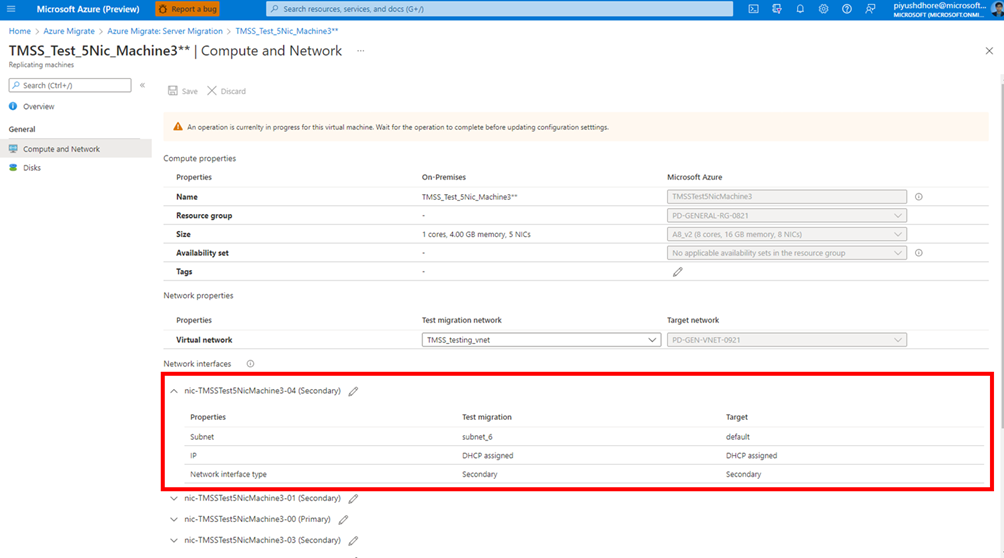 Microsoft Azure (Preview)
Report a bug
Search resources, services, and docs (G+/)
piyushdhore@microsoft....
MICROSOFT (MICROSOFT.ONMI...
Home > Azure Migrate > Azure Migrate: Server Migration > TMSS_Test_5Nic_Machine3**
TMSS_Test_5Nic_Machine3** | Compute and Network ...
Replicating machines
Search (Ctrl+/)
«
Save
Discard
Overview
General
Compute and Network
Disks
An operation is currenlty in progress for this virtual machine. Wait for the operation to complete before updating configuration setttings.
Compute properties
Properties On-Premises Microsoft Azure
Name TMSS_Test_5Nic_Machine3** TMSSTest5NicMachine3
Resource group - PD-GENERAL-RG-0821
Size 1 cores, 4.00 GB memory, 5 NICs A8_v2 (8 cores, 16 GB memory, 8 NICs)
Availability set - No applicable availability sets in the resource group
Tags -
Network properties
Properties Test migration network Target network
Virtual network TMSS_testing_vnet PD-GEN-VNET-0921
Network interfaces
nic-TMSSTest5NicMachine3-04 (Secondary)
Properties Test migration Target
Subnet subnet_6 default
IP DHCP assigned DHCP assigned
Network interface type Secondary Secondary
nic-TMSSTest5NicMachine3-01 (Secondary)
nic-TMSSTest5NicMachine3-00 (Primary)
nic-TMSSTest5NicMachine3-03 (Secondary)